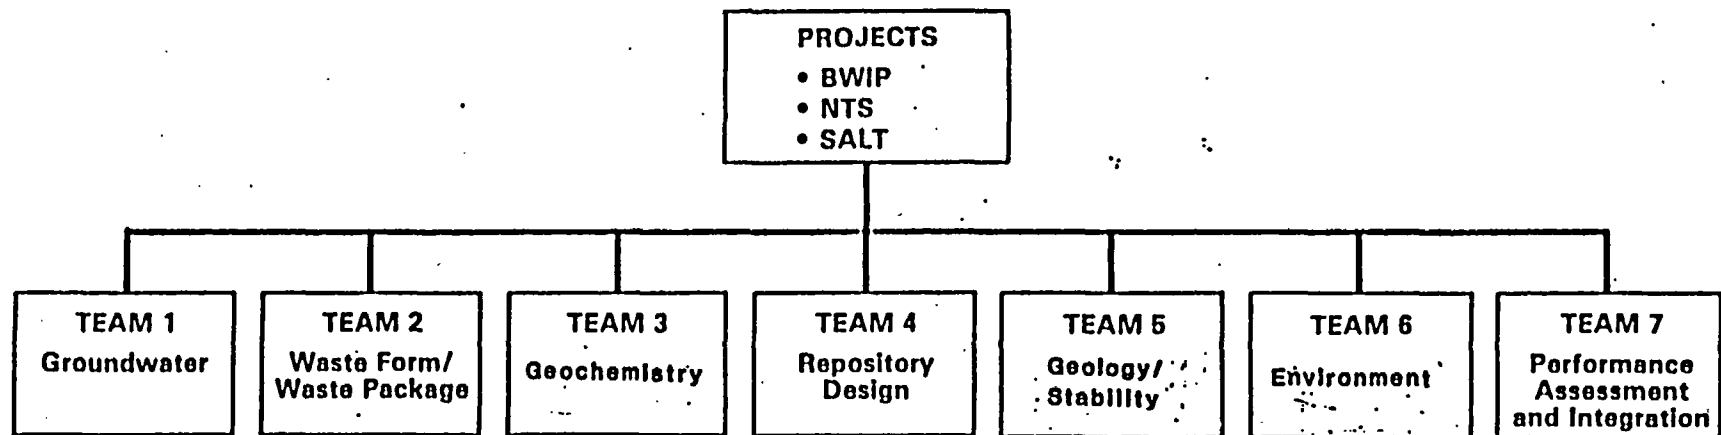 PROJECTS
• BWIP
• NTS
• SALT
TEAM 1
Groundwater
TEAM 2
Waste Form/
Waste Package
TEAM 3
Geochemistry
TEAM 4
Repository
Design
TEAM 5
Geology/
Stability
TEAM 6
Environment
TEAM 7
Performance
Assessment
and Integration